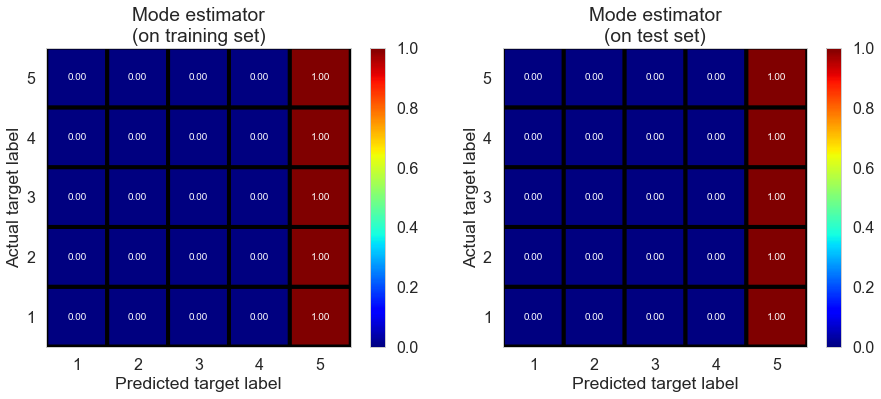 Mode estimator
(on training set)
Actual target label
5 0.00 0.00 0.00 0.00 1.00
4 0.00 0.00 0.00 0.00 1.00
3 0.00 0.00 0.00 0.00 1.00
2 0.00 0.00 0.00 0.00 1.00
1 0.00 0.00 0.00 0.00 1.00
1 2 3 4 5
Predicted target label
1.0
0.8
0.6
0.4
0.2
0.0
Mode estimator
(on test set)
Actual target label
5 0.00 0.00 0.00 0.00 1.00
4 0.00 0.00 0.00 0.00 1.00
3 0.00 0.00 0.00 0.00 1.00
2 0.00 0.00 0.00 0.00 1.00
1 0.00 0.00 0.00 0.00 1.00
1 2 3 4 5
Predicted target label
1.0
0.8
0.6
0.4
0.2
0.0